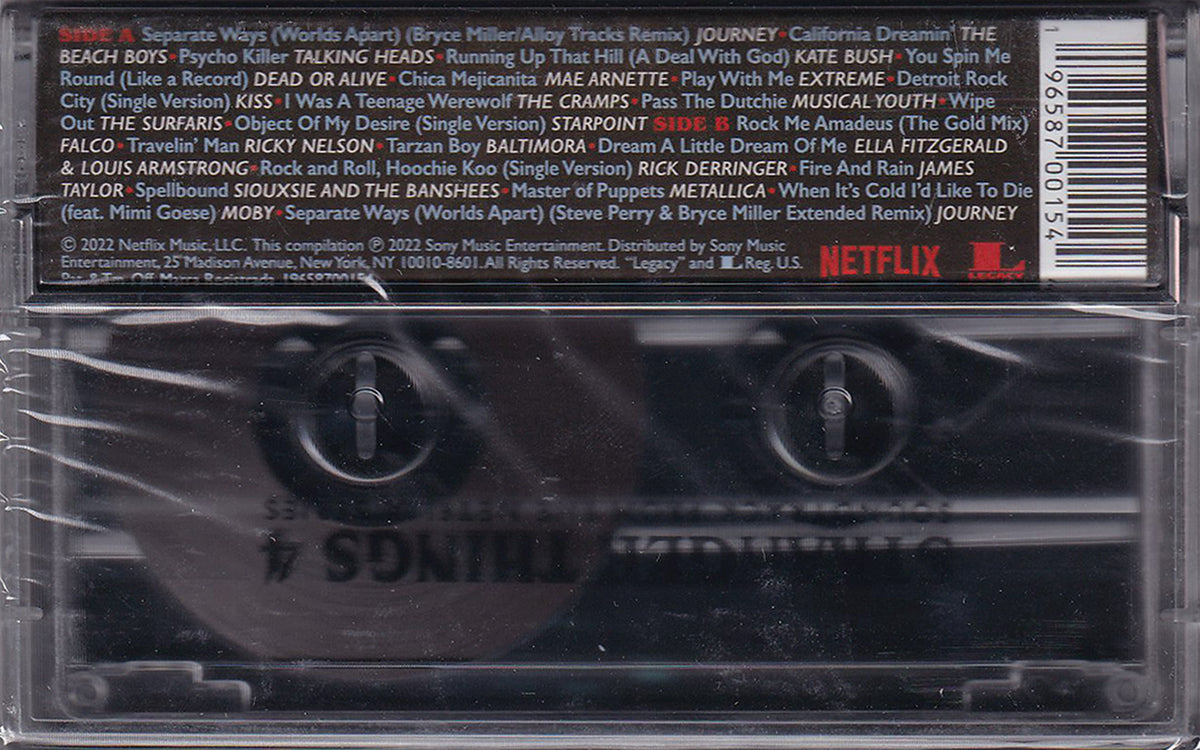 SIDE A Separate Ways (Worlds Apart) (Bryce Miller/Alloy Tracks Remix) JOURNEY•California Dreamin' THE
BEACH BOYS•Psycho Killer TALKING HEADS•Running Up That Hill (A Deal With God) KATE BUSH•You Spin Me
Round (Like a Record) DEAD OR ALIVE•Chica Mejicanita MAE ARNETTE•Play With Me EXTREME•Detroit Rock
City (Single Version) KISS•I Was A Teenage Werewolf THE CRAMPS•Pass The Dutchie MUSICAL YOUTH•Wipe
Out THE SURFARIS•Object Of My Desire (Single Version) STARPOINT SIDE B Rock Me Amadeus (The Gold Mix)
FALCO•Travelin' Man RICKY NELSON•Tarzan Boy BALTIMORA•Dream A Little Dream Of Me ELLA FITZGERALD
& LOUIS ARMSTRONG•Rock and Roll, Hoochie Koo (Single Version) RICK DERRINGER•Fire And Rain JAMES
TAYLOR•Spellbound SIOUXSIE AND THE BANSHEES•Master of Puppets METALLICA•When It's Cold I'd Like To Die
(feat. Mimi Goese) MOBY•Separate Ways (Worlds Apart) (Steve Perry & Bryce Miller Extended Remix) JOURNEY
© 2022 Netflix Music, LLC. This compilation ℗ 2022 Sony Music Entertainment. Distributed by Sony Music
Entertainment, 25 Madison Avenue, New York, NY 10010-8601. All Rights Reserved. "Legacy" and L Reg. U.S.
Pat. & Tm. Off. Marca Registrada.
NETFLIX
L
LEGACY
1 96587 00154
STRANGER THINGS 4